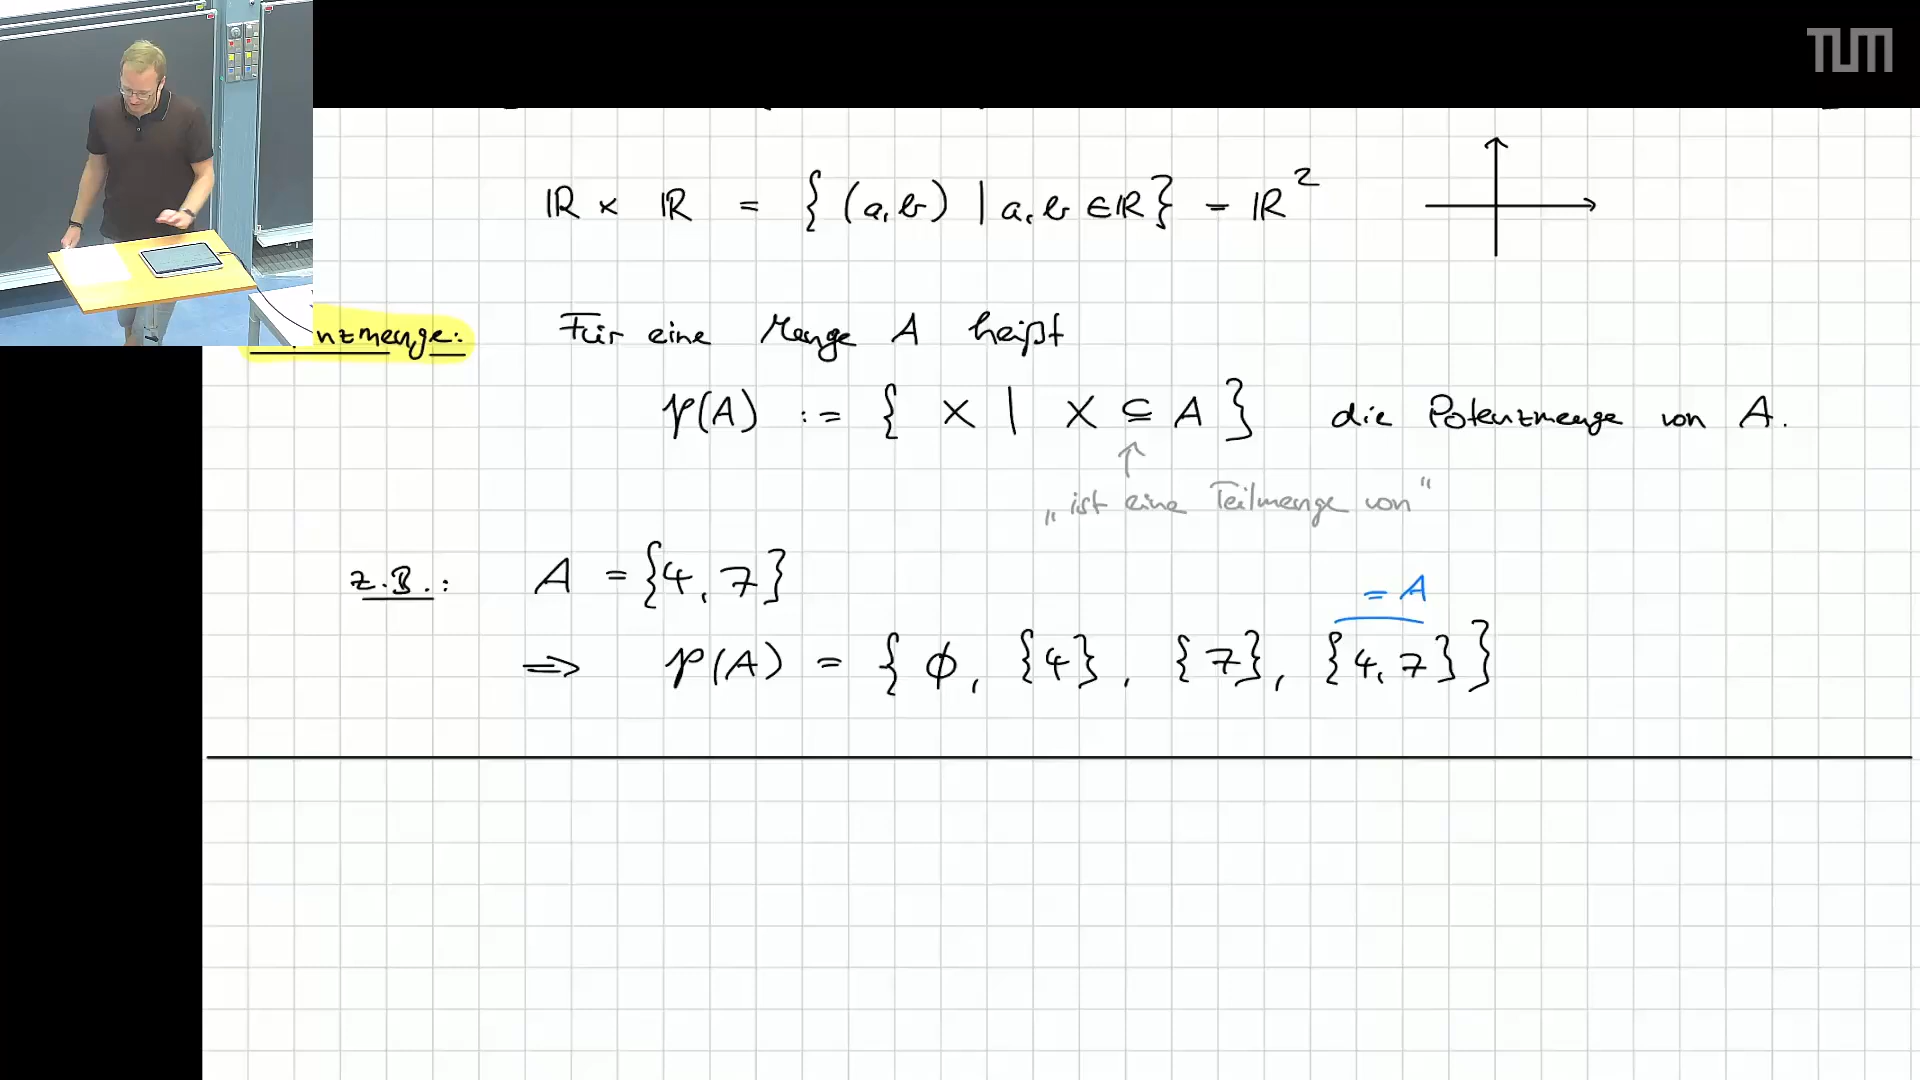 TUM
ℝ × ℝ = { (a, b) | a, b ∈ ℝ } = ℝ²
nzmenge: Für eine Menge A heißt
P(A) := { X | X ⊆ A } die Potenzmenge von A.
↑
„ist eine Teilmenge von“
z.B.: A = {4, 7}
= A
⇒ P(A) = { ∅, {4}, {7}, {4, 7} }